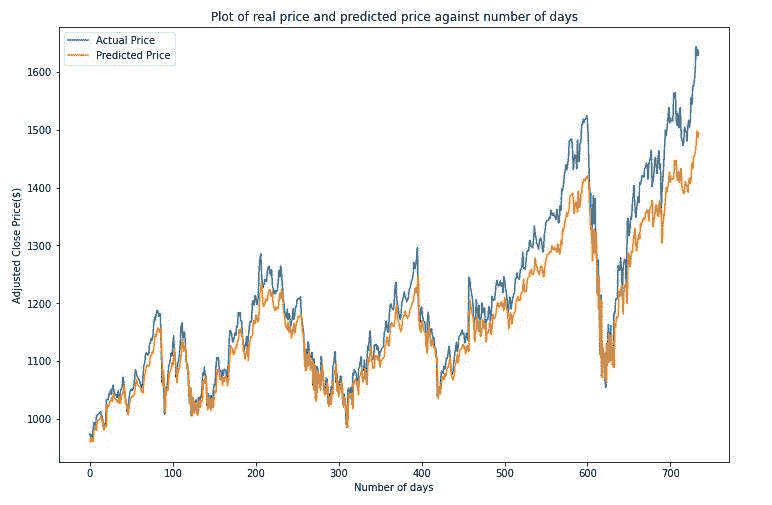 Plot of real price and predicted price against number of days
Actual Price
Predicted Price
1600
1500
1400
1300
1200
1100
1000
Adjusted Close Price($)
0 100 200 300 400 500 600 700
Number of days